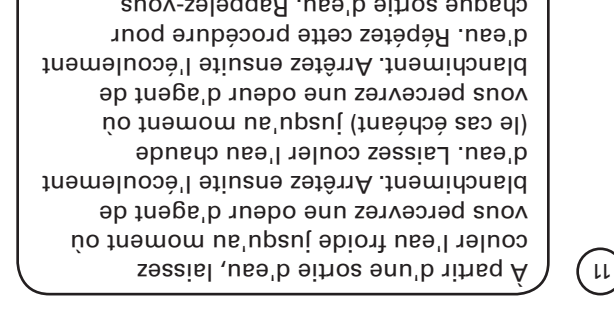 11
À partir d'une sortie d'eau, laissez
couler l'eau froide jusqu'au moment où
vous percevrez une odeur d'agent de
blanchiment. Arrêtez ensuite l'écoulement
d'eau. Laissez couler l'eau chaude
(le cas échéant) jusqu'au moment où
vous percevrez une odeur d'agent de
blanchiment. Arrêtez ensuite l'écoulement
d'eau. Répétez cette procédure pour
chaque sortie d'eau. Rappelez-vous